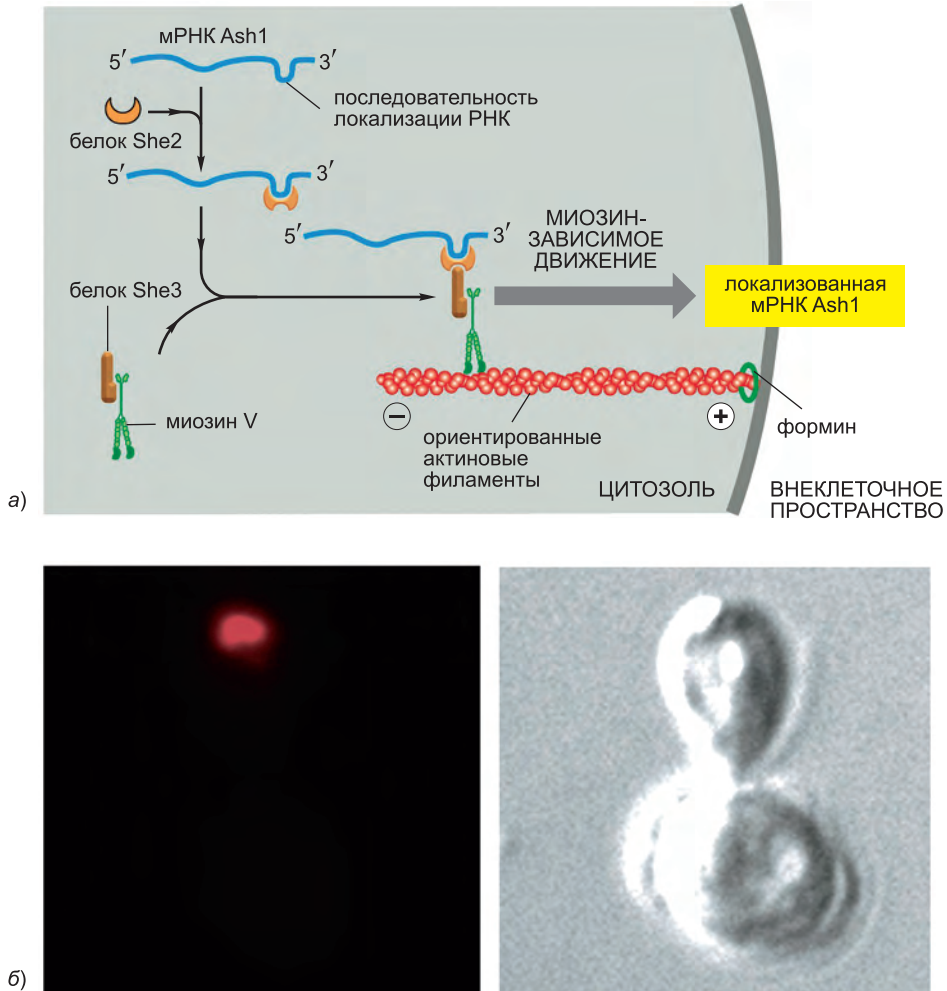 мРНК Ash1
5′
3′
последовательность
локализации РНК
белок She2
5′
3′
5′
3′
МИОЗИН-
ЗАВИСИМОЕ
ДВИЖЕНИЕ
белок She3
локализованная
мРНК Ash1
миозин V
−
+
формин
ориентированные
актиновые
филаменты
ЦИТОЗОЛЬ
ВНЕКЛЕТОЧНОЕ
ПРОСТРАНСТВО
а)
б)